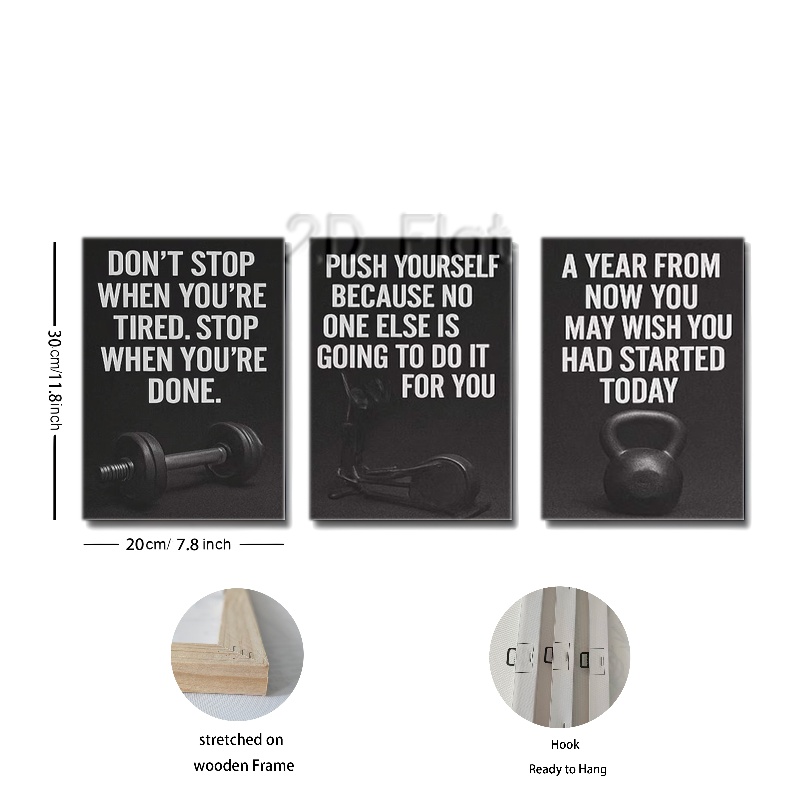 2D Flat
DON'T STOP
WHEN YOU'RE
TIRED. STOP
WHEN YOU'RE
DONE.
PUSH YOURSELF
BECAUSE NO
ONE ELSE IS
GOING TO DO IT
FOR YOU
A YEAR FROM
NOW YOU
MAY WISH YOU
HAD STARTED
TODAY
30cm/11.8inch
20cm/ 7.8 inch
stretched on
wooden Frame
Hook
Ready to Hang